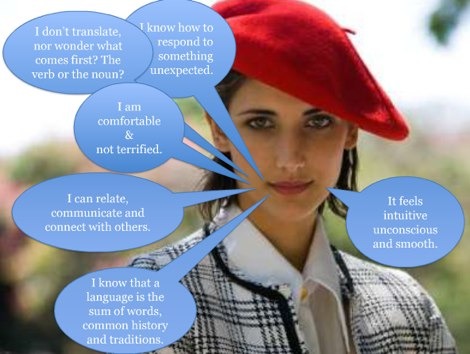 I don't translate,
nor wonder what
comes first? The
verb or the noun?
I know how to
respond to
something
unexpected.
I am
comfortable
&
not terrified.
I can relate,
communicate and
connect with others.
It feels
intuitive
unconscious
and smooth.
I know that a
language is the
sum of words,
common history
and traditions.